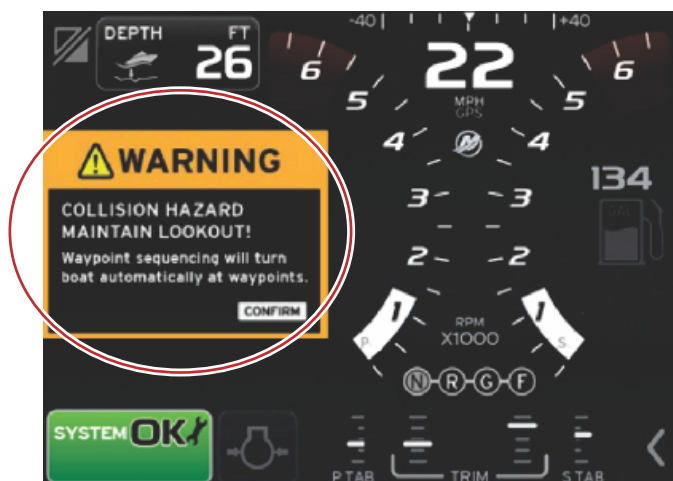 -40 +40
DEPTH FT
26
22
MPH
GPS
6 6
5 5
4 4
3 3
2 2
1 1
P. S.
RPM
X1000
N R G F
134
WARNING
COLLISION HAZARD
MAINTAIN LOOKOUT!
Waypoint sequencing will turn
boat automatically at waypoints.
CONFIRM
SYSTEM OK
P TAB TRIM S TAB